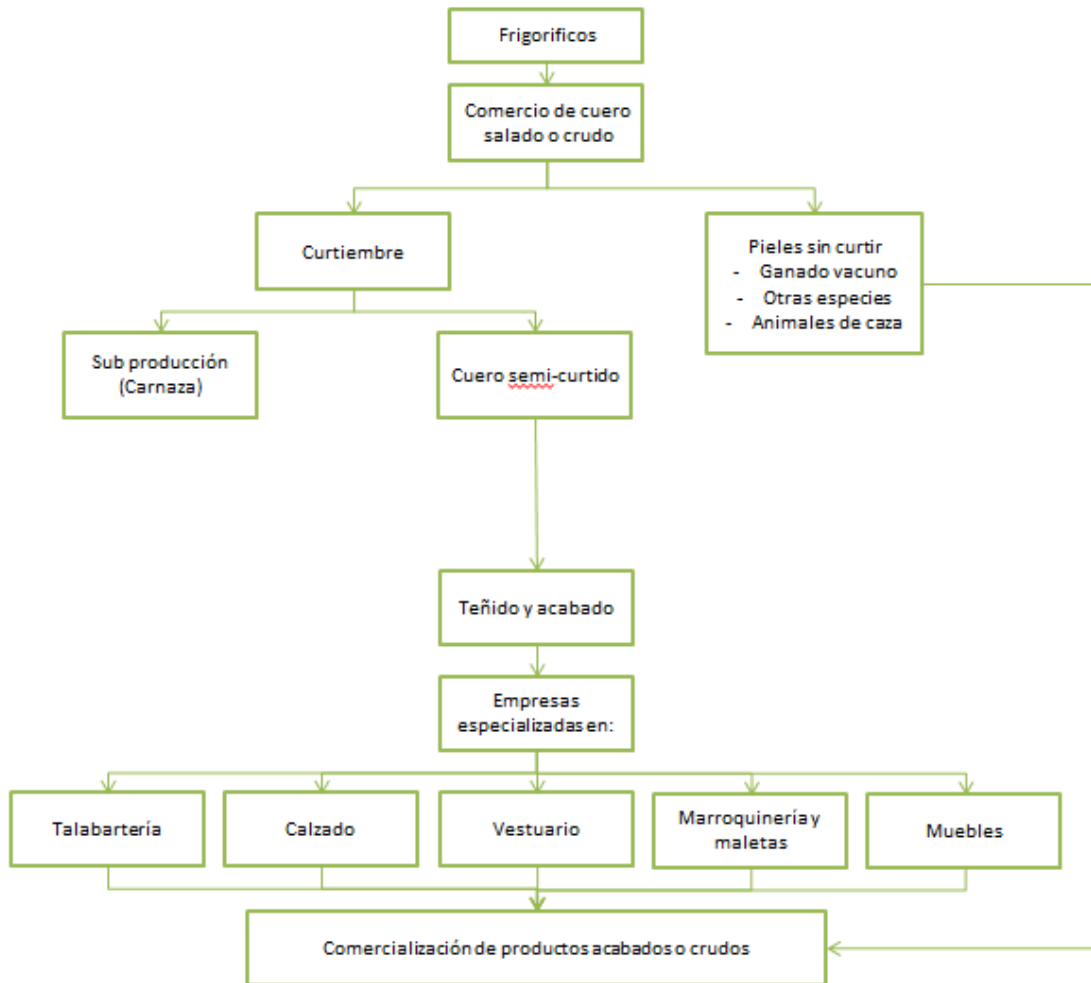 Frigorificos
Comercio de cuero
salado o crudo
Curtiembre
Pieles sin curtir
- Ganado vacuno
- Otras especies
- Animales de caza
Sub producción
(Carnaza)
Cuero semi-curtido
Teñido y acabado
Empresas
especializadas en:
Talabartería
Calzado
Vestuario
Marroquinería y
maletas
Muebles
Comercialización de productos acabados o crudos